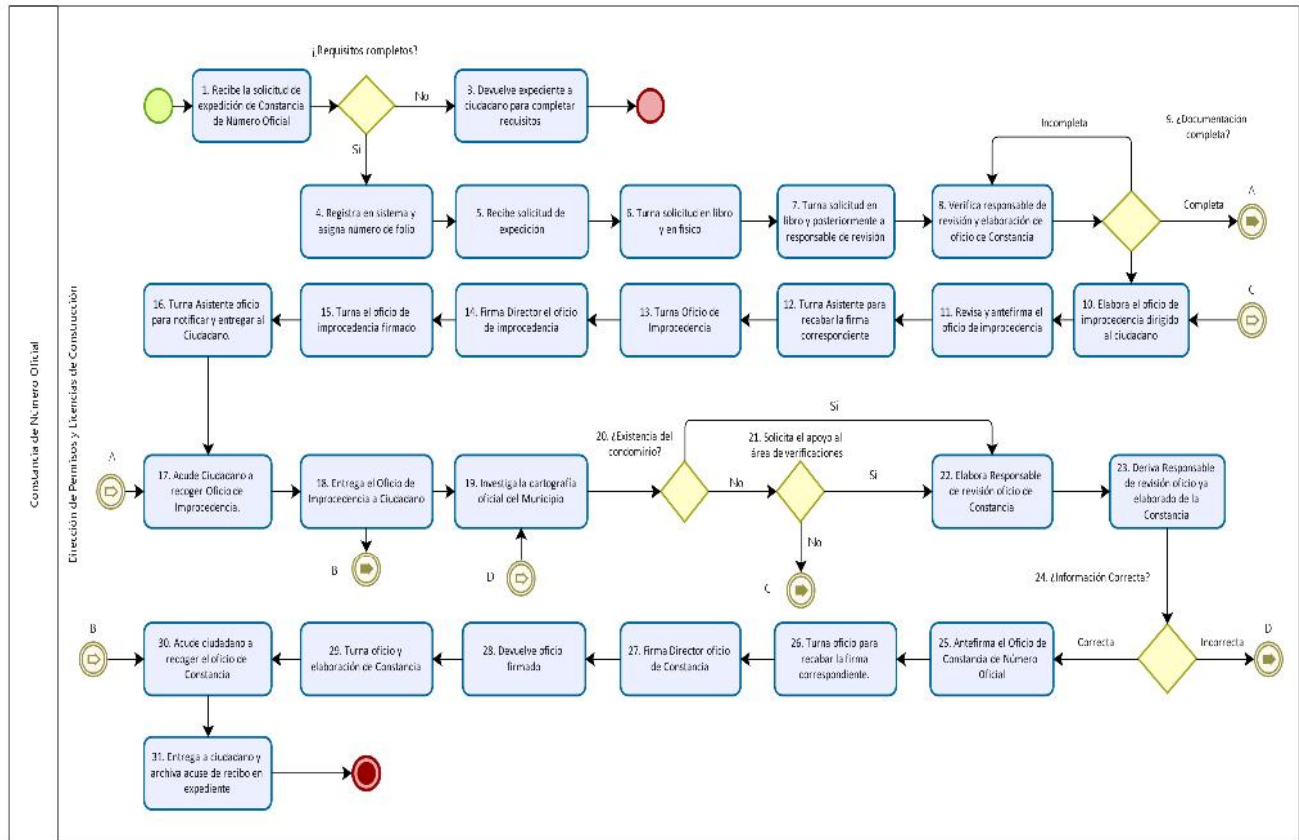 Constancia de Número Oficial
Dirección de Permisos y Licencias de Construcción
¿Requisitos completos?
1. Recibe la solicitud de
expedición de Constancia
de Número Oficial
No
3. Devuelve expediente a
ciudadano para completar
requisitos
Si
Incompleta
9. ¿Documentación
completa?
4. Registra en sistema y
asigna número de folio
5. Recibe solicitud de
expedición
6. Turna solicitud en libro
y en físico
7. Turna solicitud en
libro y posteriormente a
responsable de revisión
8. Verifica responsable de
revisión y elaboración de
oficio de Constancia
Completa
A
16. Turna Asistente oficio
para notificar y entregar al
Ciudadano.
15. Turna el oficio de
improcedencia firmado
14. Firma Director el oficio
de improcedencia
13. Turna Oficio de
Improcedencia
12. Turna Asistente para
recabar la firma
correspondiente
11. Revisa y antefirma el
oficio de improcedencia
10. Elabora el oficio de
improcedencia dirigido
al ciudadano
C
A
17. Acude Ciudadano a
recoger Oficio de
Improcedencia.
18. Entrega el Oficio de
Improcedencia a Ciudadano
19. Investiga la cartografía
oficial del Municipio
20. ¿Existencia del
condominio?
Si
No
21. Solicita el apoyo al
área de verificaciones
Si
No
22. Elabora Responsable
de revisión oficio de
Constancia
23. Deriva Responsable
de revisión oficio ya
elaborado de la
Constancia
B
D
C
24. ¿Información Correcta?
B
30. Acude ciudadano a
recoger el oficio de
Constancia
29. Turna oficio y
elaboración de Constancia
28. Devuelve oficio
firmado
27. Firma Director oficio
de Constancia
26. Turna oficio para
recabar la firma
correspondiente.
25. Antefirma el Oficio de
Constancia de Número
Oficial
Correcta
Incorrecta
D
31. Entrega a ciudadano y
archiva acuse de recibo en
expediente